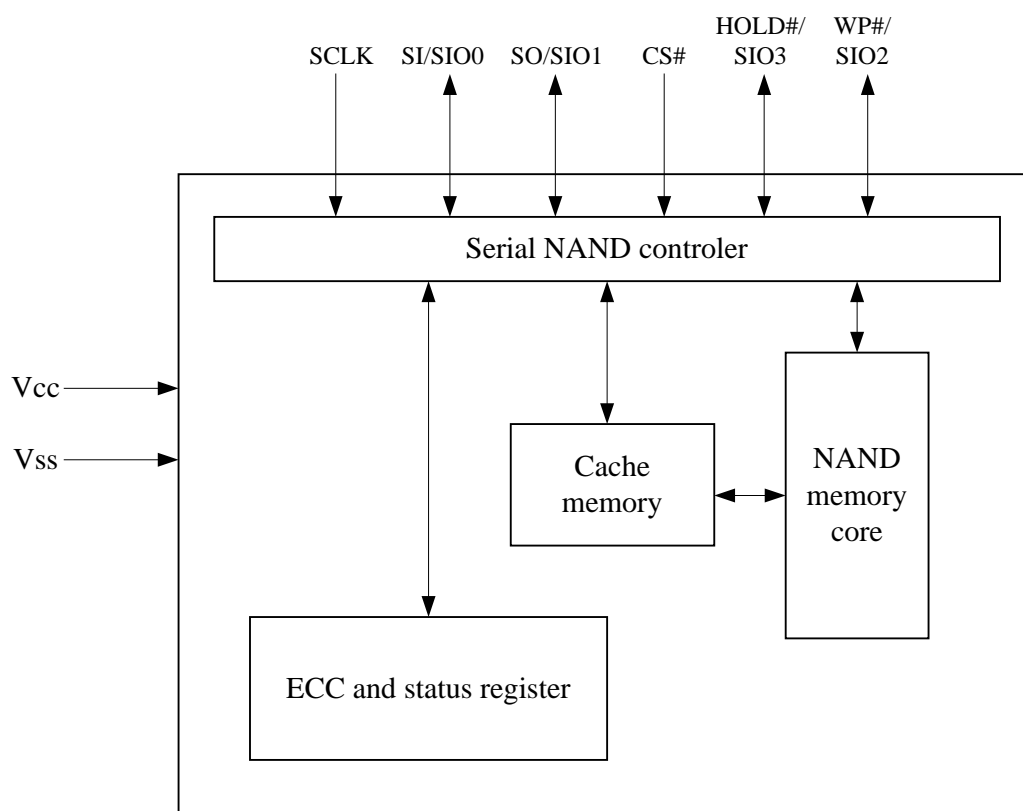 HOLD#/
SIO3
WP#/
SIO2
SCLK
SI/SIO0
SO/SIO1
CS#
Serial NAND controler
Vcc
Vss
Cache
memory
NAND
memory
core
ECC and status register